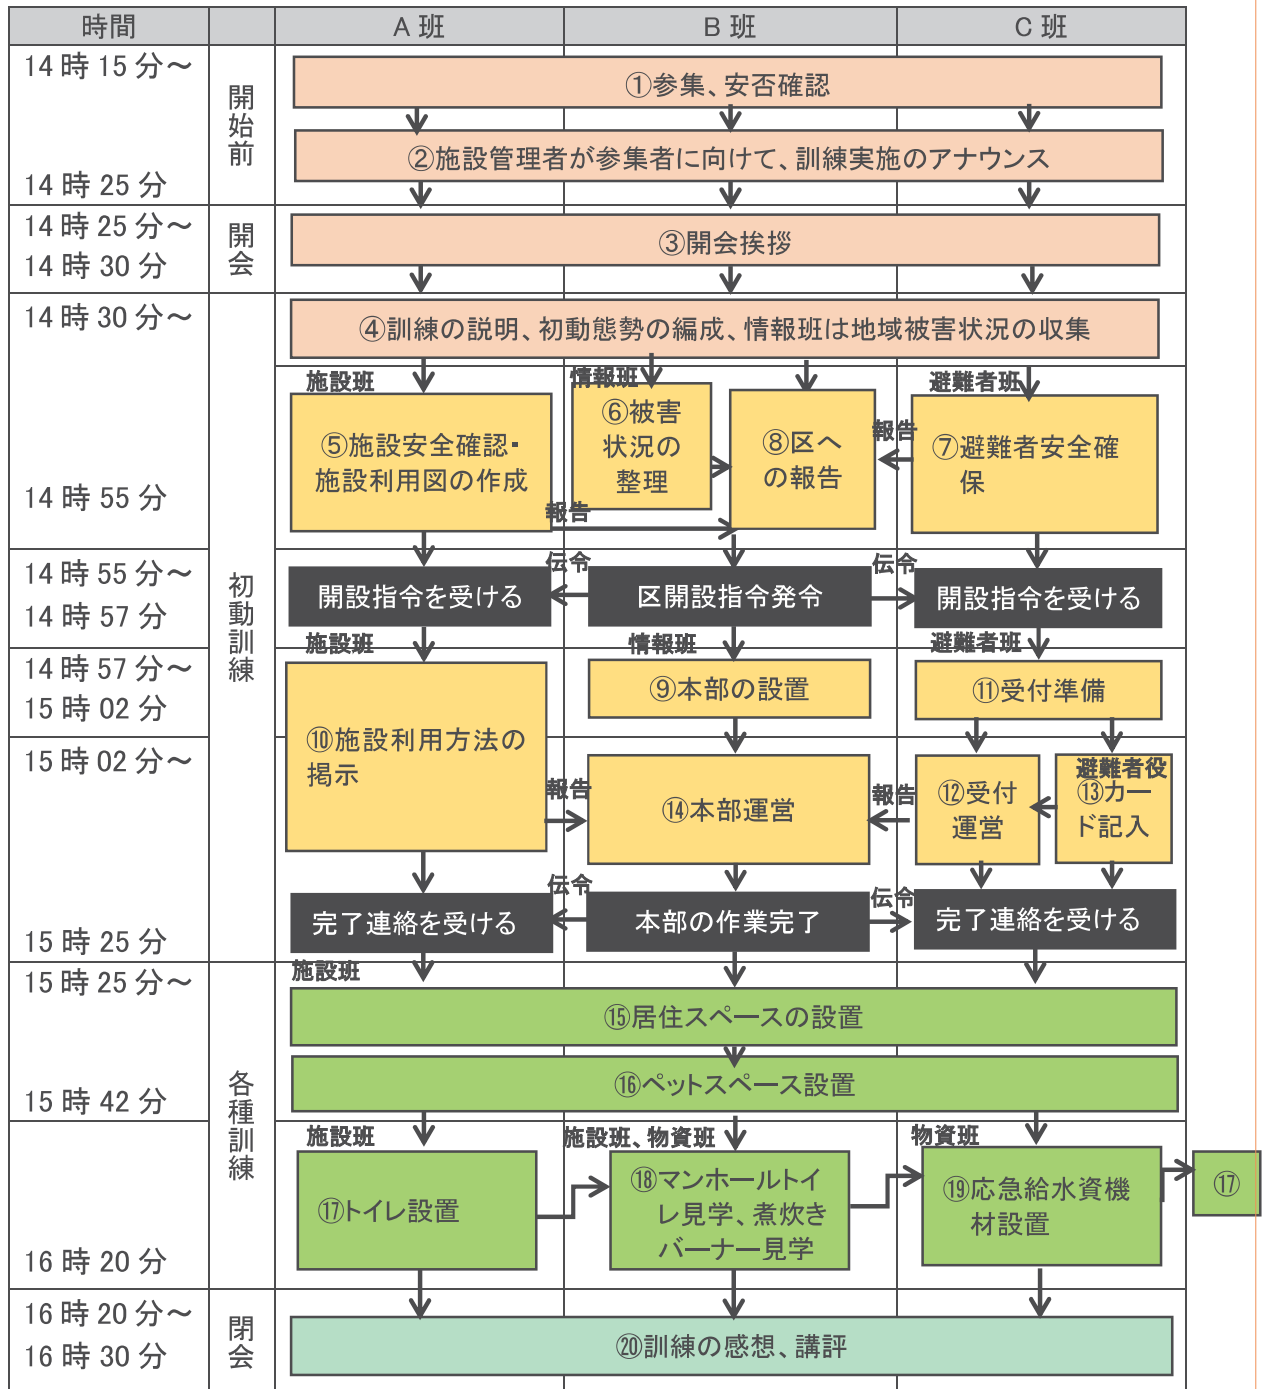 時間
A 班
B 班
C 班
14 時 15 分～
14 時 25 分
開始前
①参集、安否確認
②施設管理者が参集者に向けて、訓練実施のアナウンス
14 時 25 分～
14 時 30 分
開会
③開会挨拶
14 時 30 分～
14 時 55 分
初動訓練
④訓練の説明、初動態勢の編成、情報班は地域被害状況の収集
施設班
情報班
避難者班
⑤施設安全確認・
施設利用図の作成
⑥被害
状況の
整理
⑧区へ
の報告
報告
⑦避難者安全確
保
報告
14 時 55 分～
14 時 57 分
伝令
伝令
開設指令を受ける
区開設指令発令
開設指令を受ける
施設班
情報班
避難者班
14 時 57 分～
15 時 02 分
⑨本部の設置
⑪受付準備
⑩施設利用方法の
掲示
15 時 02 分～
15 時 25 分
報告
⑭本部運営
報告
⑫受付
運営
避難者役
⑬カー
ド記入
伝令
伝令
完了連絡を受ける
本部の作業完了
完了連絡を受ける
15 時 25 分～
15 時 42 分
各種訓練
施設班
⑮居住スペースの設置
⑯ペットスペース設置
施設班
施設班、物資班
物資班
⑰トイレ設置
⑱マンホールトイ
レ見学、煮炊き
バーナー見学
⑲応急給水資機
材設置
⑰
16 時 20 分
16 時 20 分～
16 時 30 分
閉会
⑳訓練の感想、講評